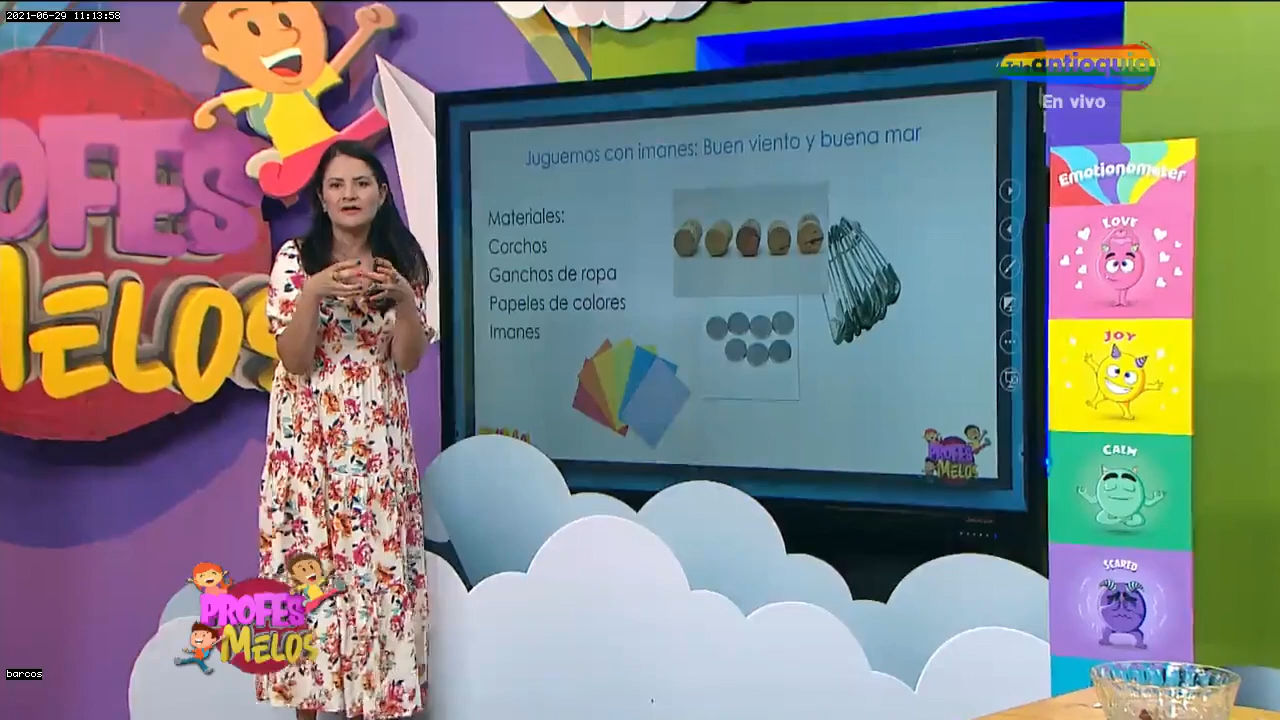 2021-06-29 11:13:58
Teleantioquia
En vivo
PROFES
MELOS
Juguemos con imanes: Buen viento y buena mar
Materiales:
Corchos
Ganchos de ropa
Papeles de colores
Imanes
PROFES
MELOS
Emotionometer
LOVE
JOY
CALM
SCARED
PROFES
MELOS
barcos